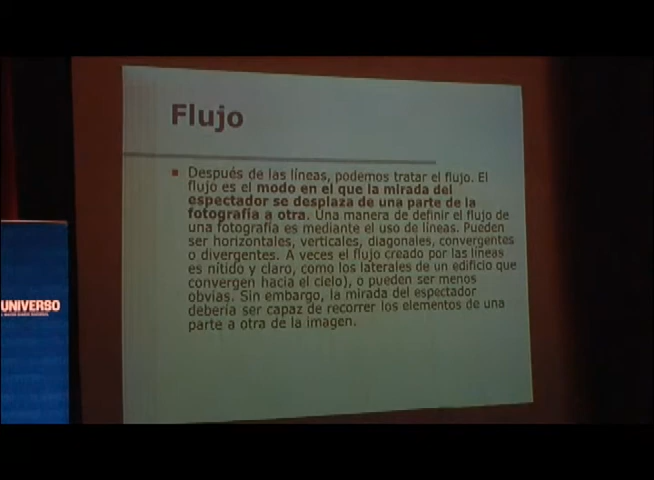 Flujo
Después de las líneas, podemos tratar el flujo. El
flujo es el modo en el que la mirada del
espectador se desplaza de una parte de la
fotografía a otra. Una manera de definir el flujo de
una fotografía es mediante el uso de líneas. Pueden
ser horizontales, verticales, diagonales, convergentes
o divergentes. A veces el flujo creado por las líneas
es nítido y claro, como los laterales de un edificio que
convergen hacia el cielo), o pueden ser menos
obvias. Sin embargo, la mirada del espectador
debería ser capaz de recorrer los elementos de una
parte a otra de la imagen.
UNIVERSO